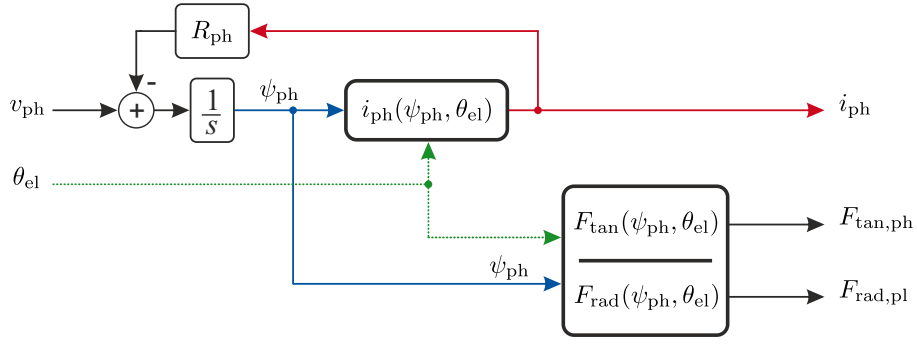 R_ph
-
ψ_ph
v_ph
+
1/s
i_ph(ψ_ph, θ_el)
i_ph
θ_el
F_tan(ψ_ph, θ_el)
F_tan,ph
ψ_ph
F_rad(ψ_ph, θ_el)
F_rad,pl